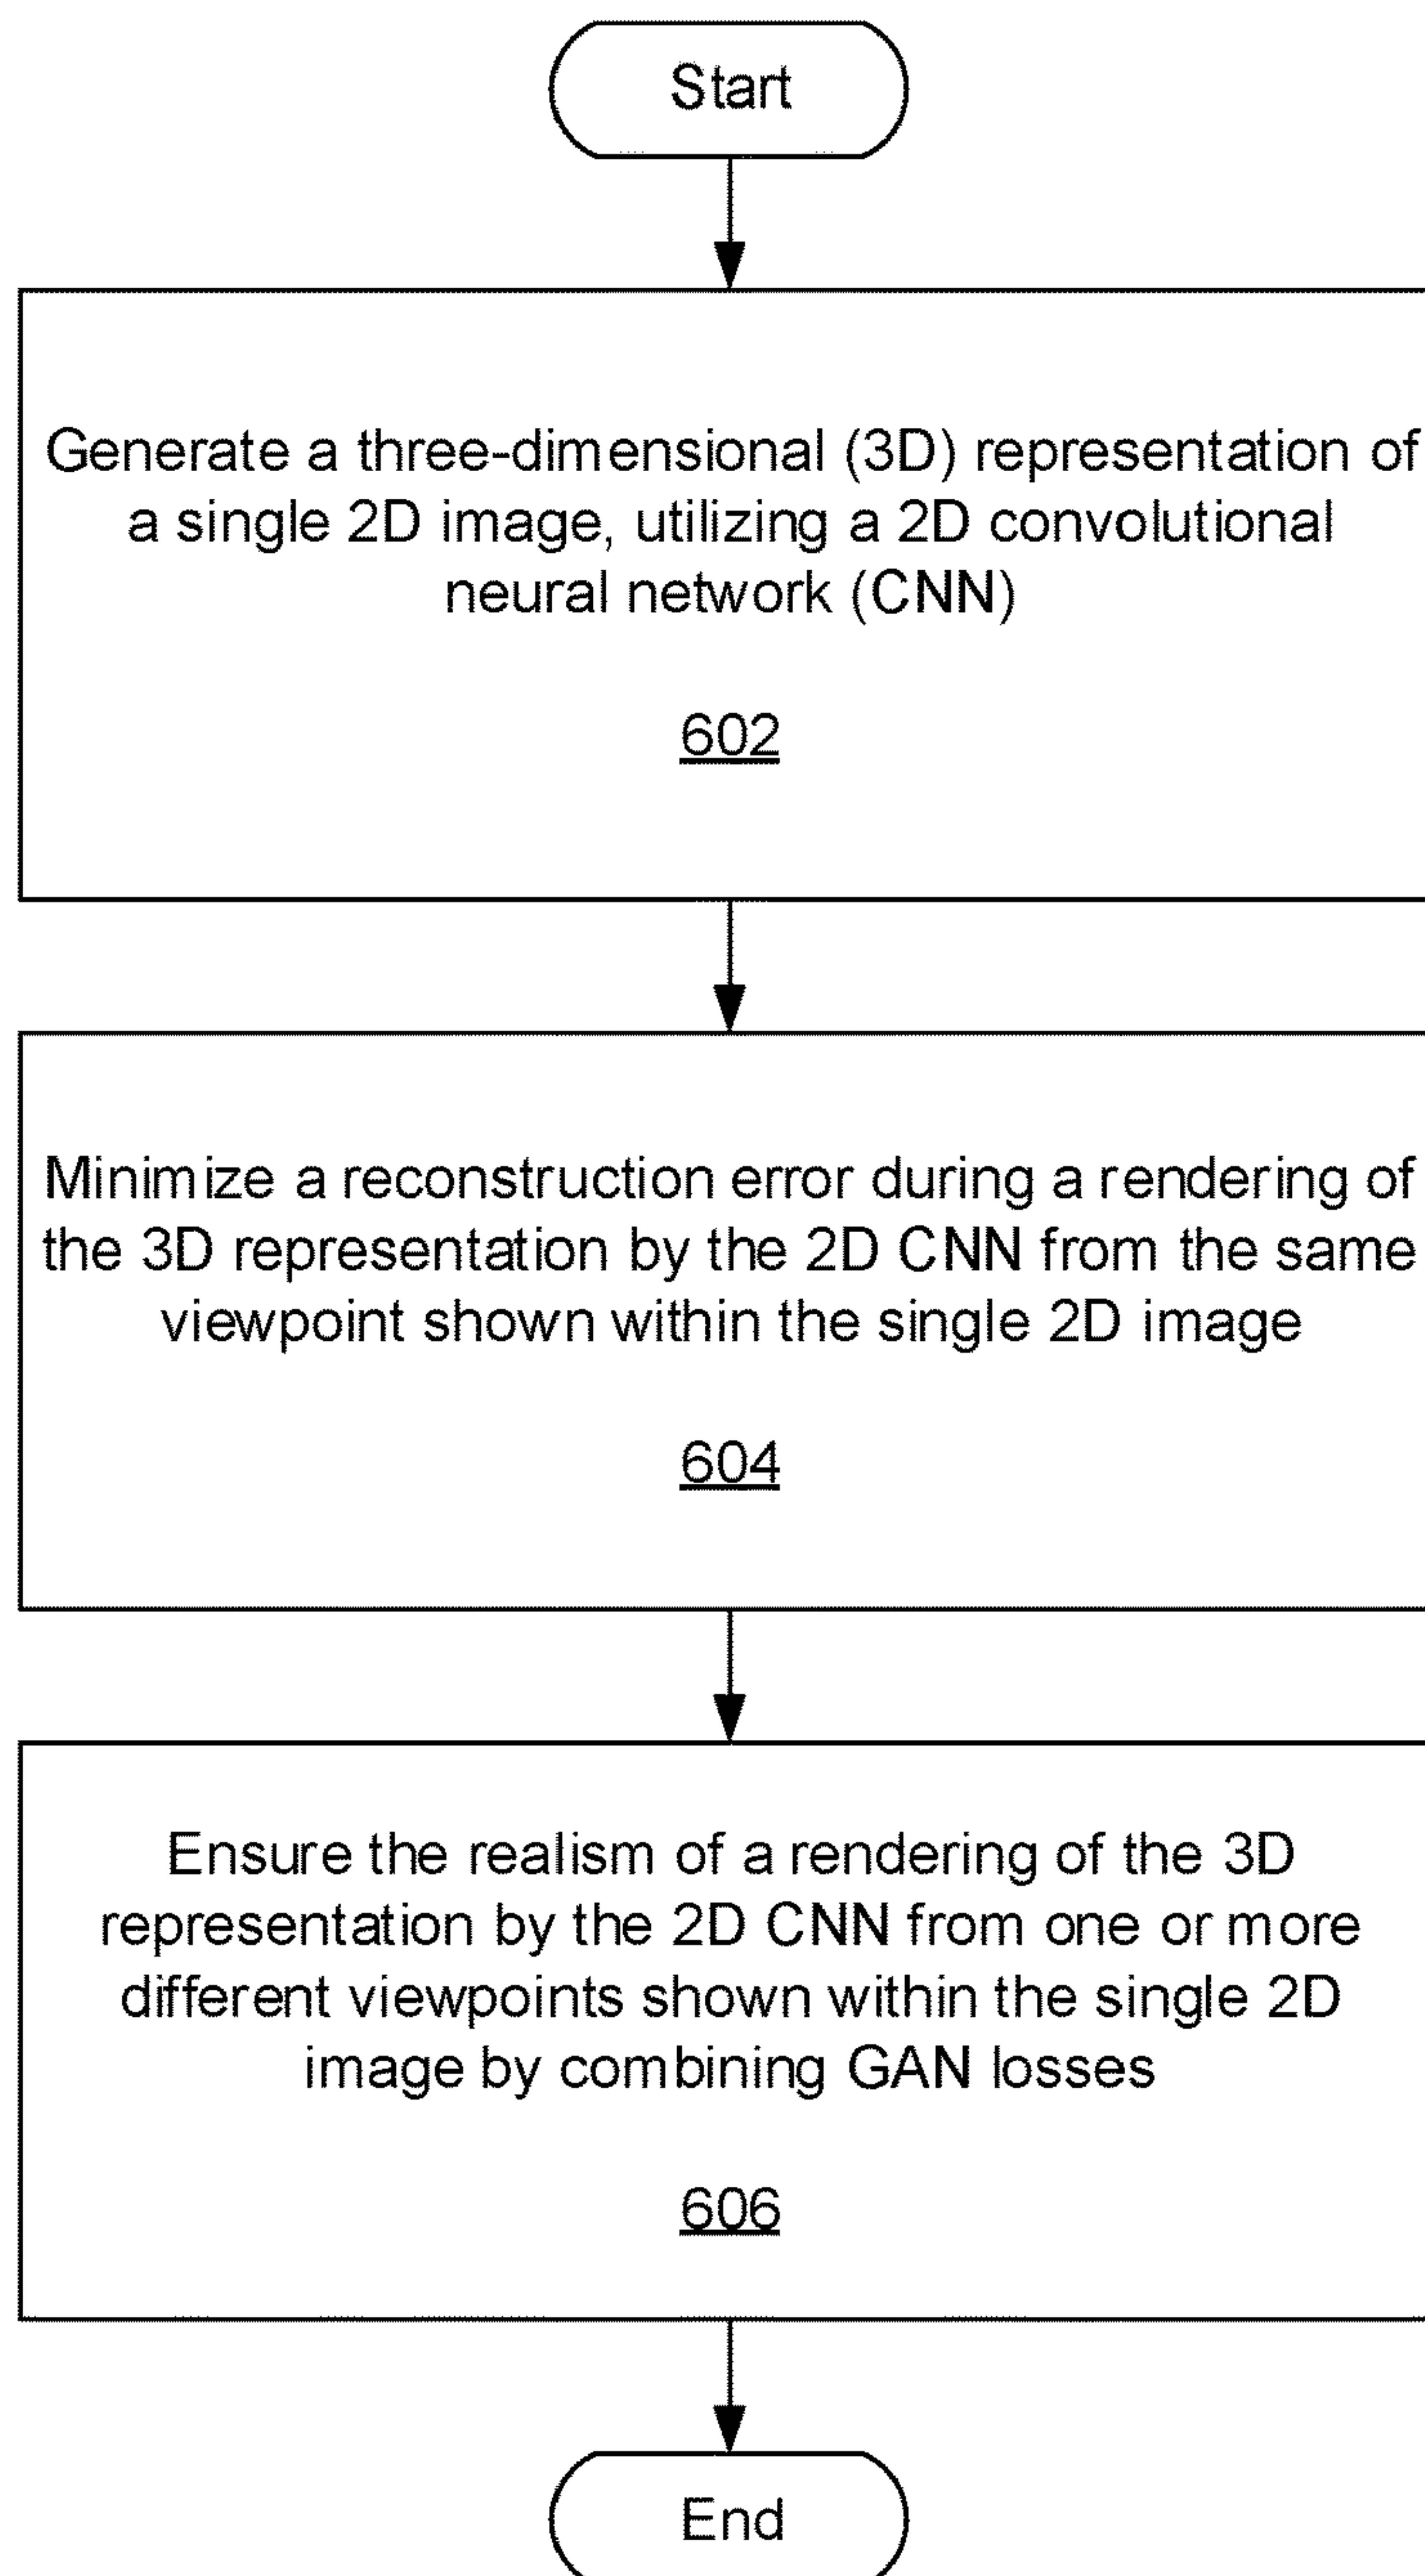 Start
Generate a three-dimensional (3D) representation of
a single 2D image, utilizing a 2D convolutional
neural network (CNN)
602
Minimize a reconstruction error during a rendering of
the 3D representation by the 2D CNN from the same
viewpoint shown within the single 2D image
604
Ensure the realism of a rendering of the 3D
representation by the 2D CNN from one or more
different viewpoints shown within the single 2D
image by combining GAN losses
606
End